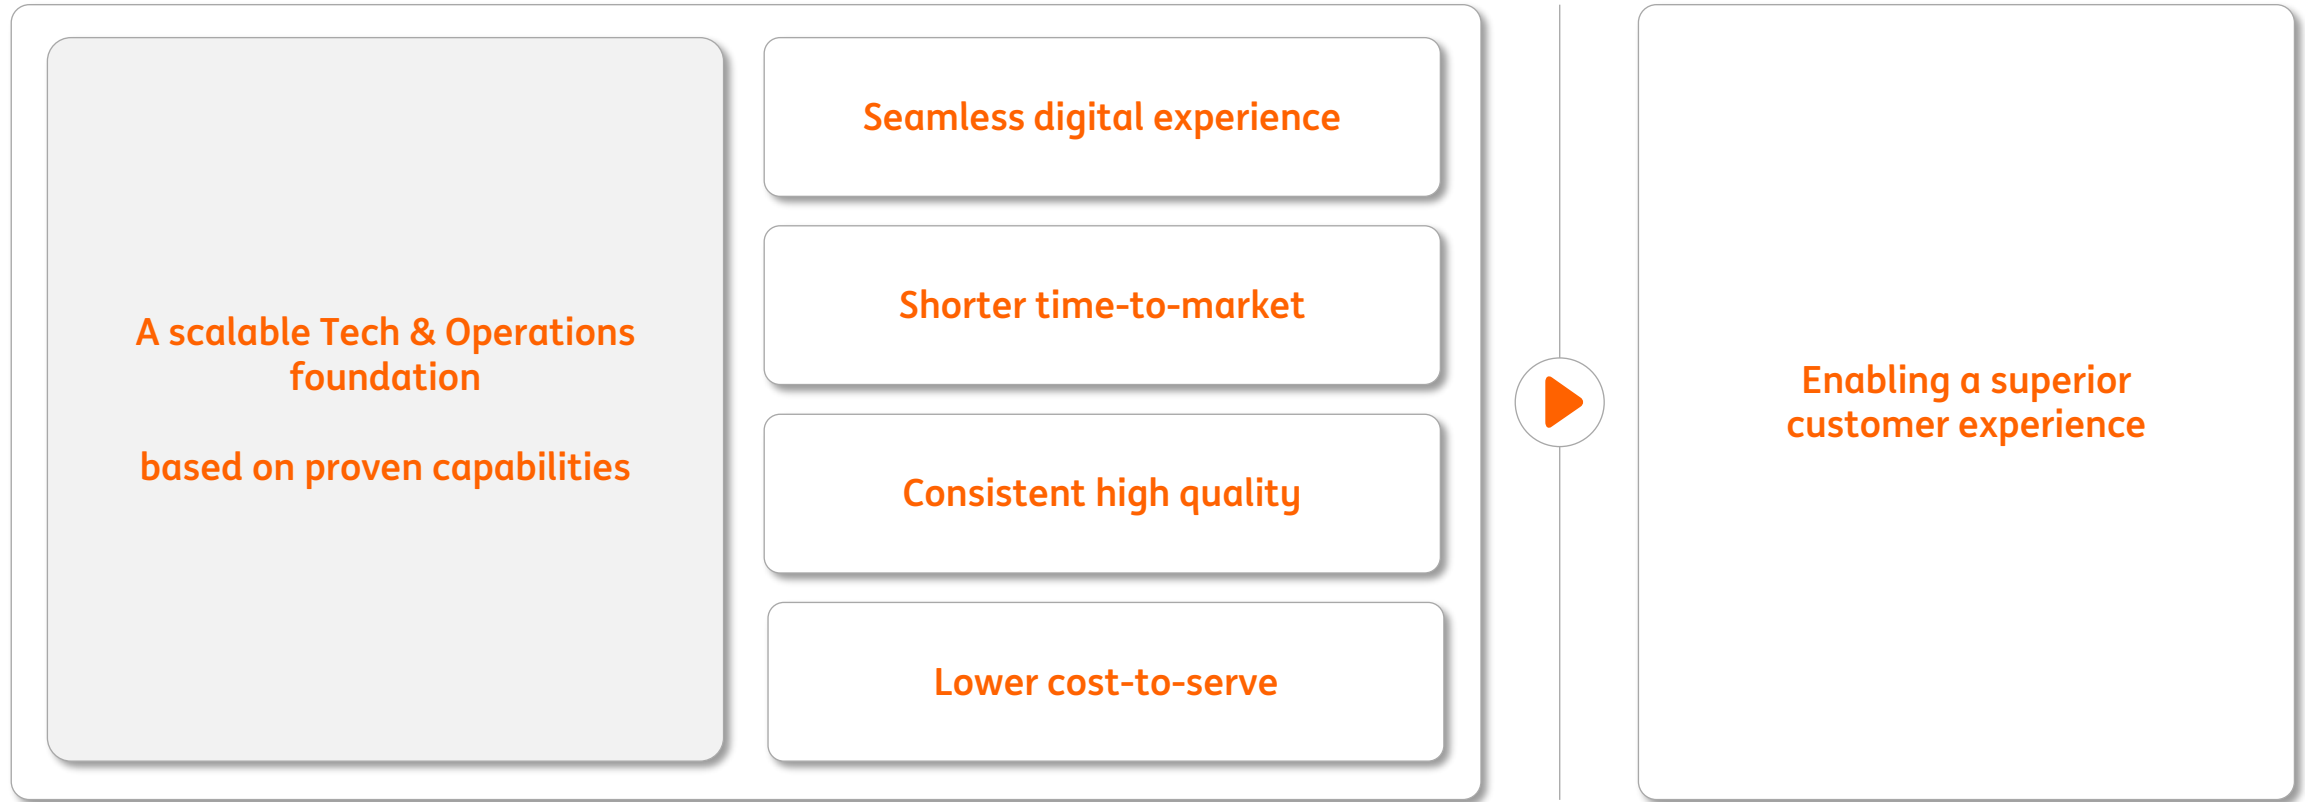 A scalable Tech & Operations
foundation
based on proven capabilities
Seamless digital experience
Shorter time-to-market
Consistent high quality
Lower cost-to-serve
Enabling a superior
customer experience